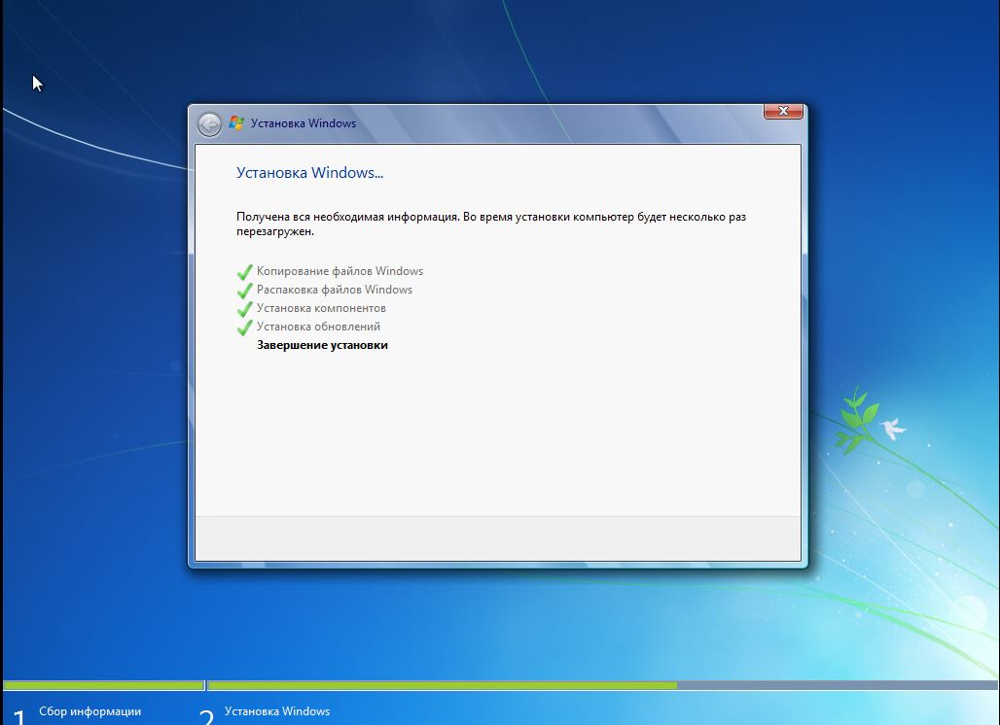 Установка Windows
Установка Windows...
Получена вся необходимая информация. Во время установки компьютер будет несколько раз
перезагружен.
Копирование файлов Windows
Распаковка файлов Windows
Установка компонентов
Установка обновлений
Завершение установки
1 Сбор информации
2 Установка Windows